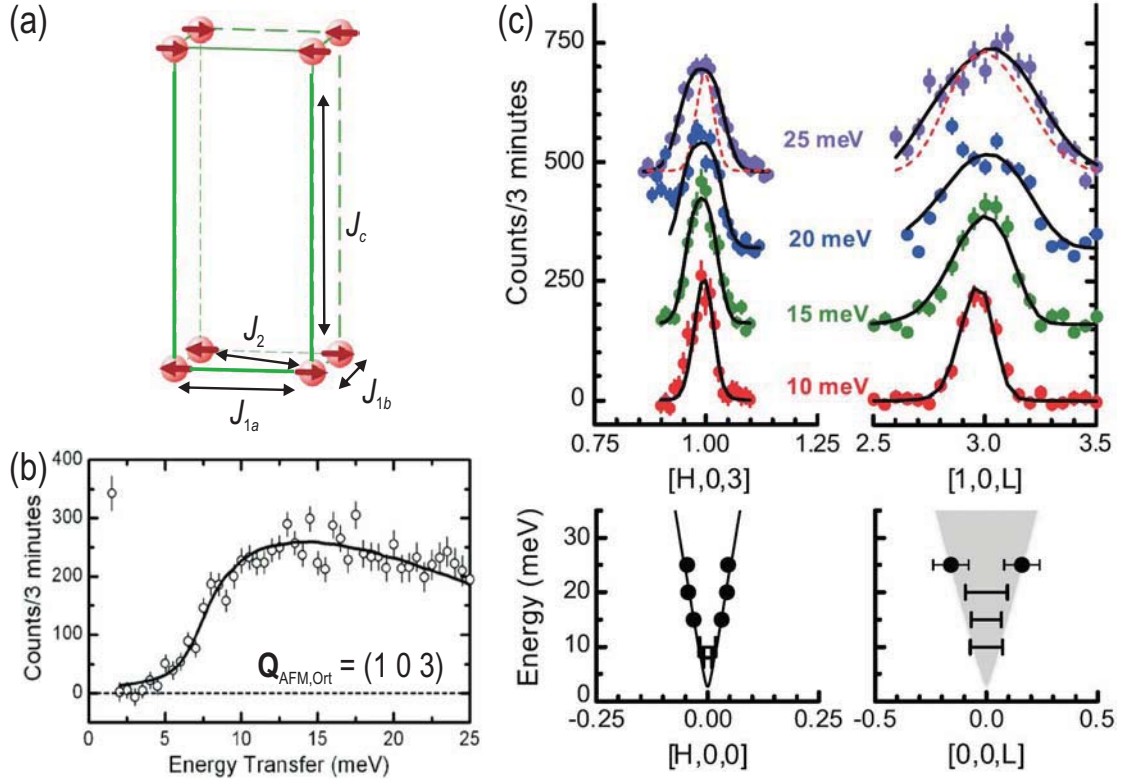 (a)
J_c
J_2
J_1a
J_1b
(b)
Counts/3 minutes
400
300
200
100
0
Q_AFM,Ort = (1 0 3)
0 5 10 15 20 25
Energy Transfer (meV)
(c)
Counts/3 minutes
750
500
250
0
25 meV
20 meV
15 meV
10 meV
0.75 1.00 1.25
2.5 3.0 3.5
[H,0,3]
[1,0,L]
Energy (meV)
30
20
10
0
-0.25 0.00 0.25
-0.5 0.0 0.5
[H,0,0]
[0,0,L]